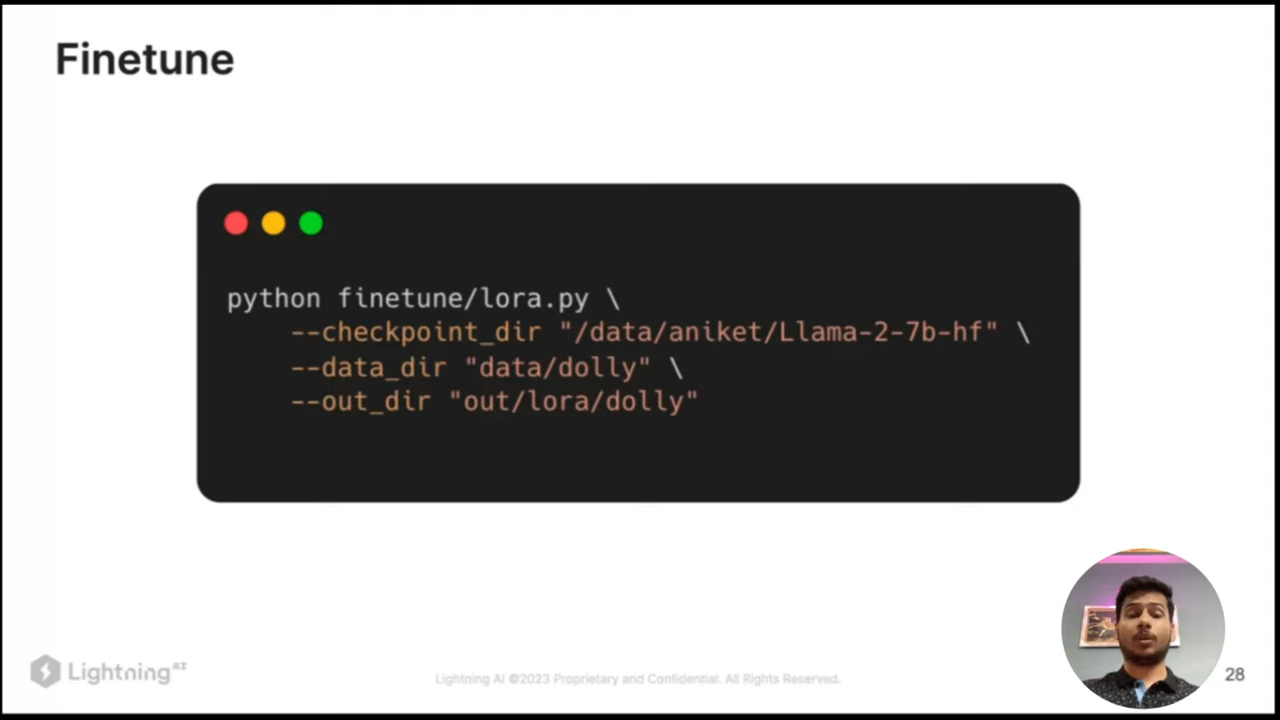 Finetune
python finetune/lora.py \
--checkpoint_dir "/data/aniket/Llama-2-7b-hf" \
--data_dir "data/dolly" \
--out_dir "out/lora/dolly"
Lightning AI
Lightning Ai ©2023 Proprietary and Confidential. All Rights Reserved.
28